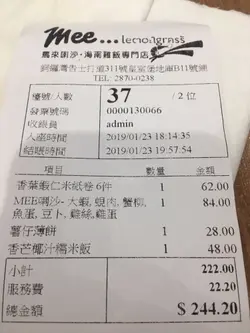 Mee... lemongrass
馬來喇沙·海南雞飯專門店
銅鑼灣告士打道311號皇室堡地庫B11號舖
TEL: 2870-0238
檯號/人數 37 / 2 位
發票號碼 0000130066
收銀員 admin
入座時間 2019/01/23 18:14:35
結賬時間 2019/01/23 19:57:54
項目 數量 金額
香葉蝦仁米紙卷 6件 1 62.00
MEE喇沙- 大蝦, 蜆肉, 蟹柳, 1 84.00
魚蛋, 豆卜, 雞絲, 雞蛋
薯仔薄餅 1 28.00
香芒椰汁糯米飯 1 48.00
小計 222.00
服務費 22.20
總金額 $ 244.20